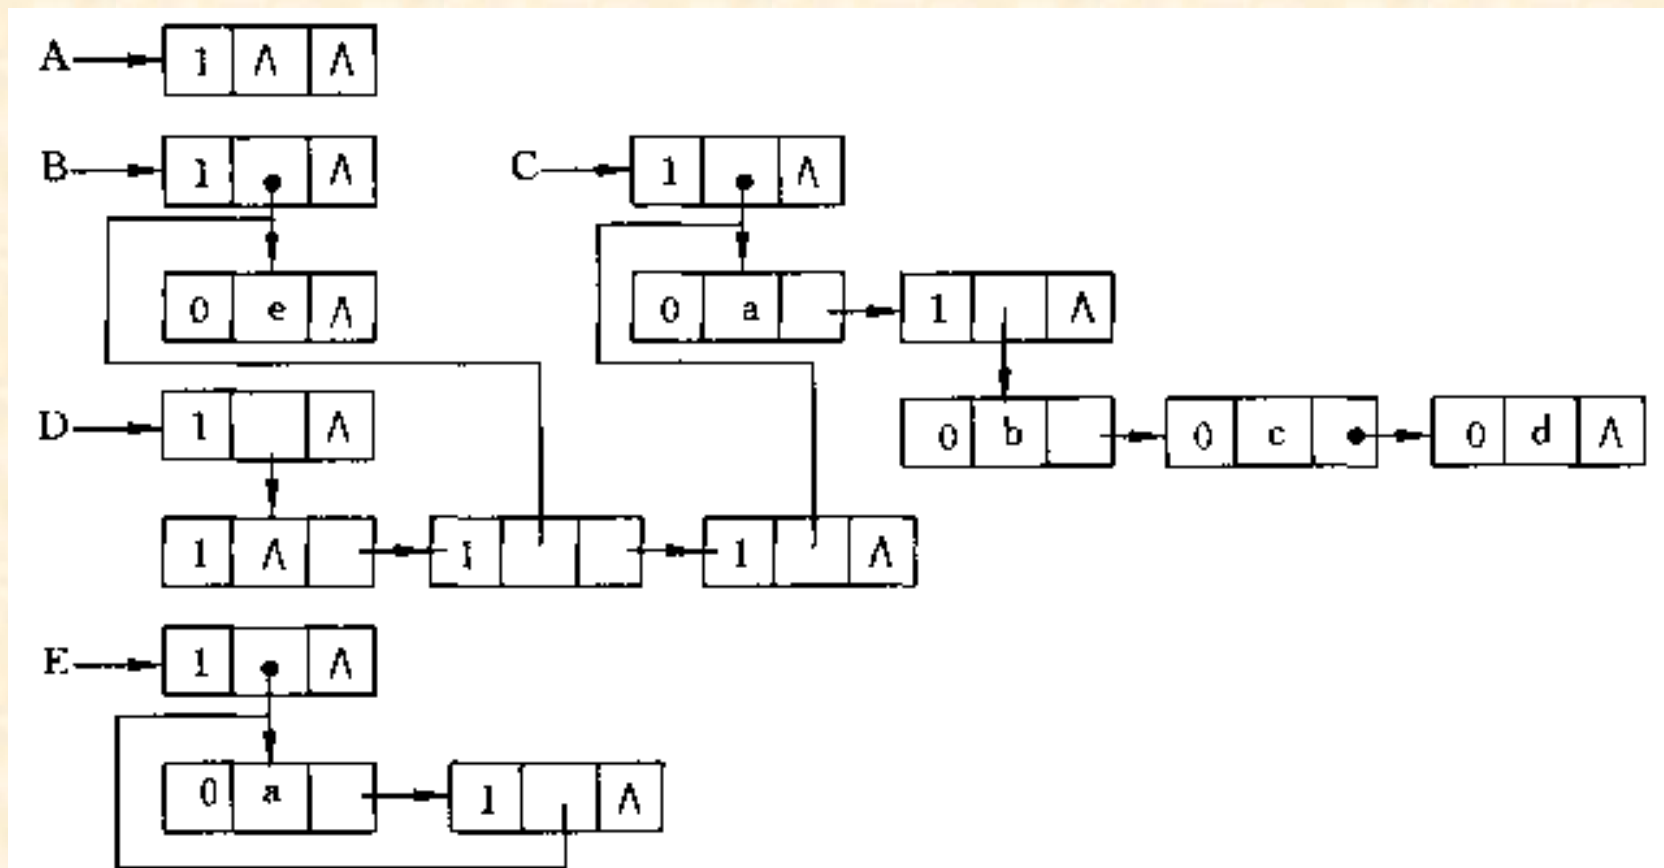 A 1 ∧ ∧
B 1 ∧ C 1 ∧
0 e ∧ 0 a 1 ∧
D 1 ∧ 0 b 0 c 0 d ∧
1 ∧ 1 1 ∧
E 1 ∧
0 a 1 ∧